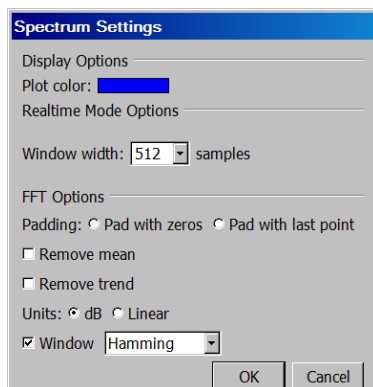 Spectrum Settings
Display Options
Plot color:
Realtime Mode Options
Window width: 512 samples
FFT Options
Padding: Pad with zeros Pad with last point
Remove mean
Remove trend
Units: dB Linear
Window Hamming
OK Cancel